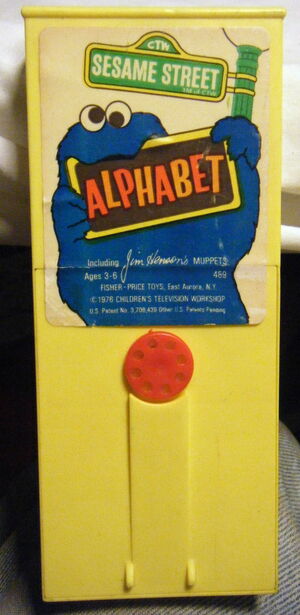 CTW
SESAME STREET
TM of CTW
ALPHABET
Including Jim Henson's MUPPETS
Ages 3-6 469
FISHER-PRICE TOYS, East Aurora, N.Y.
© 1976 CHILDREN'S TELEVISION WORKSHOP
U.S. Patent No. 3,708,439 Other U.S. Patents Pending